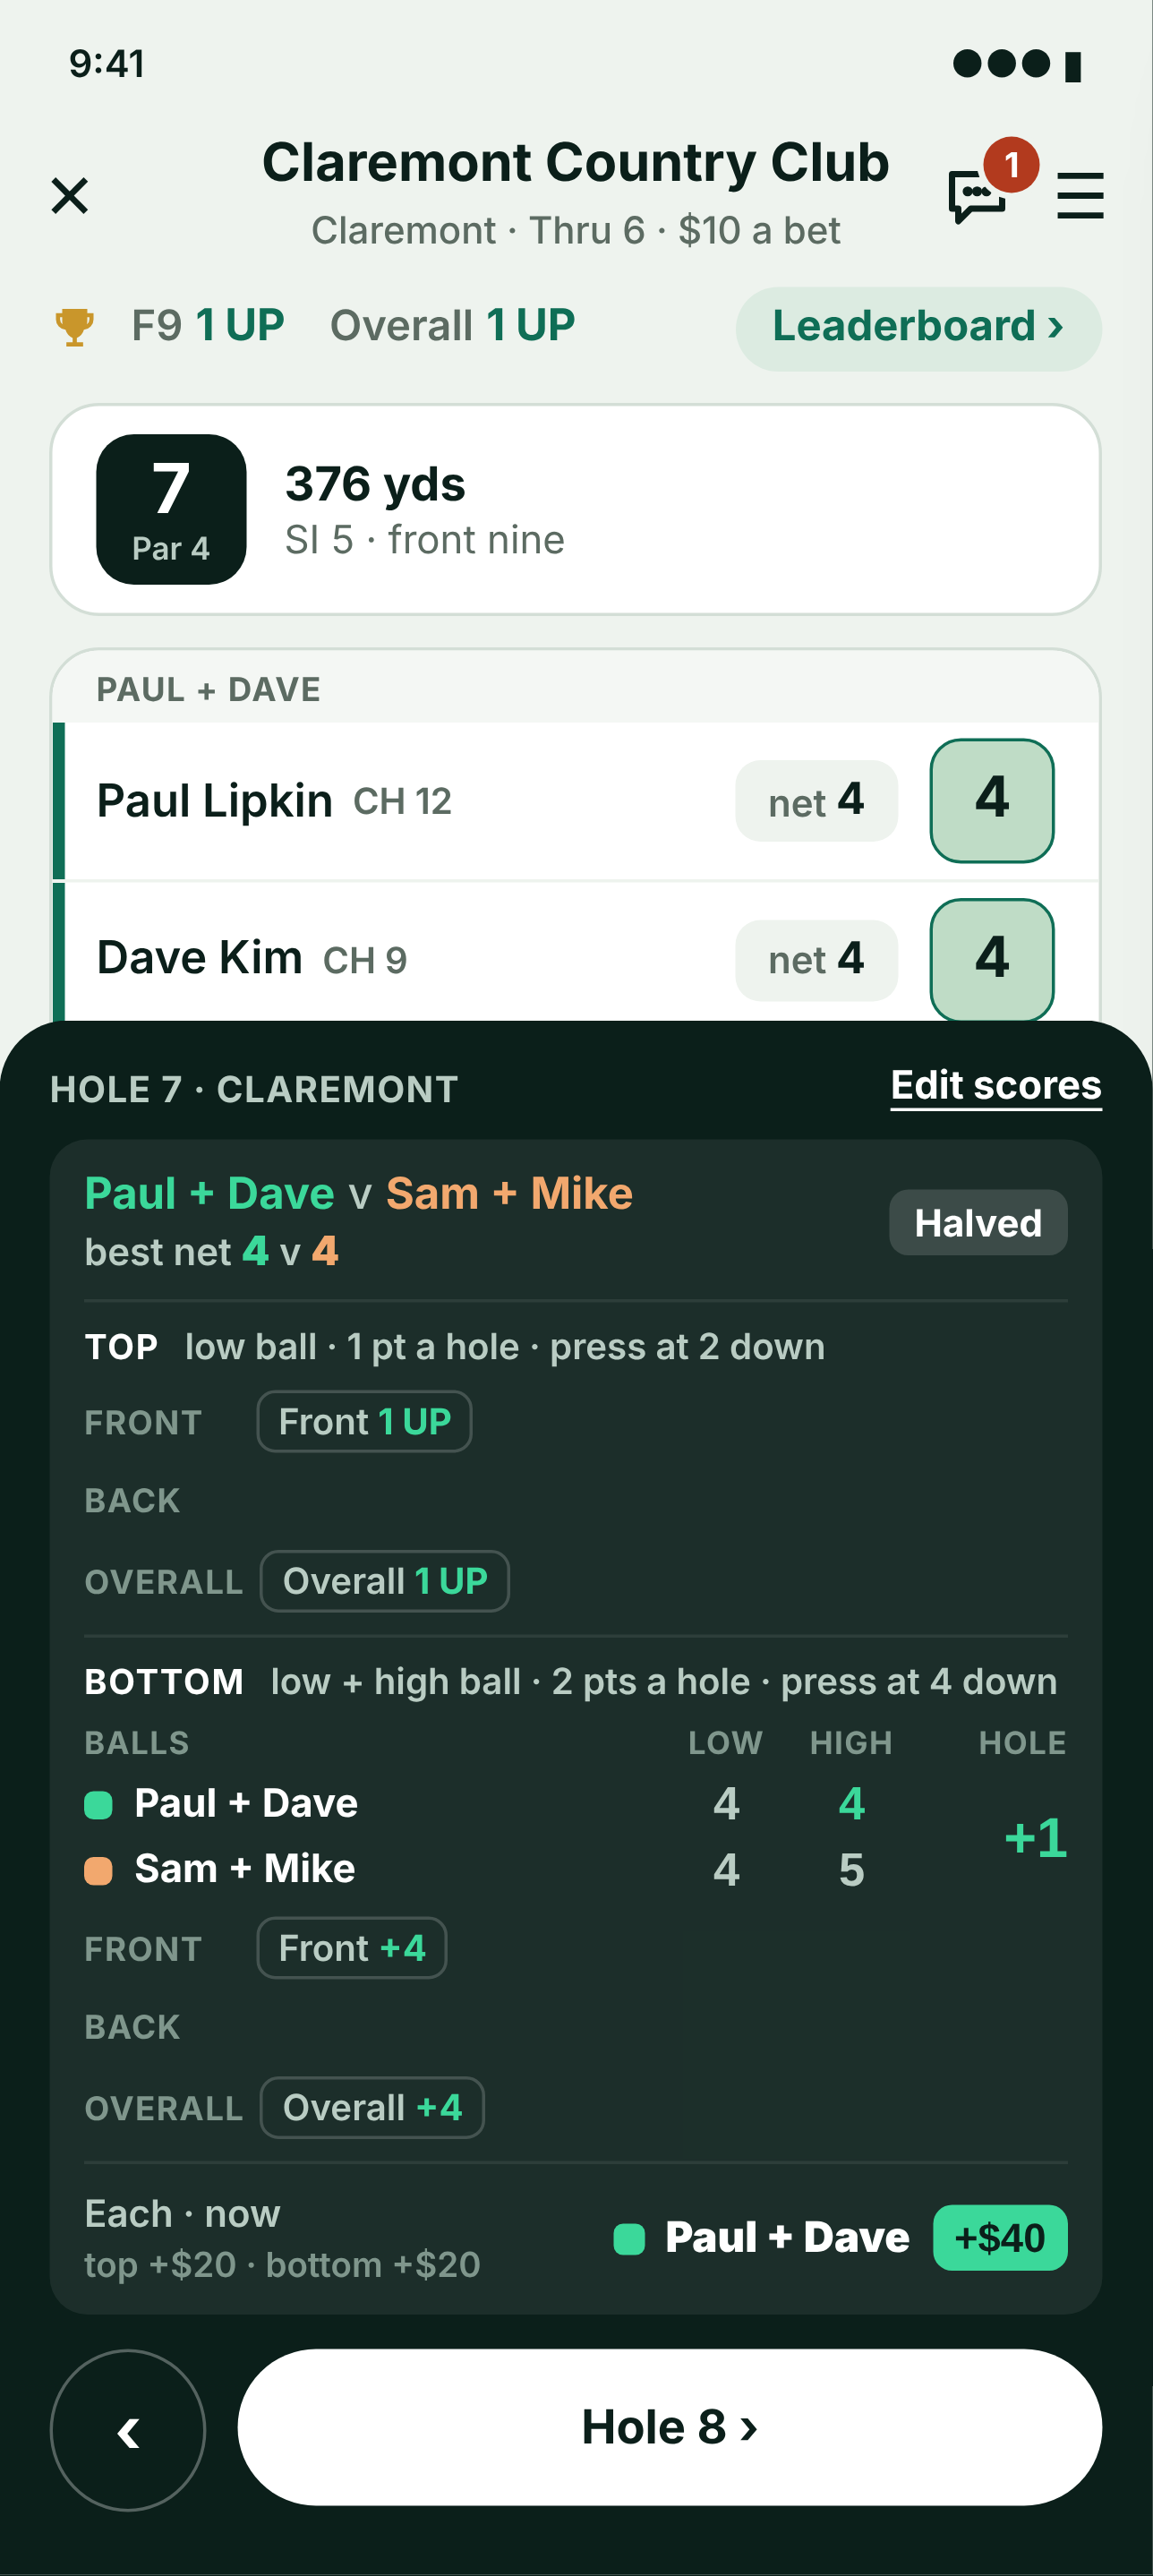 9:41
Claremont Country Club
1
Claremont · Thru 6 · $10 a bet
F9 1 UP Overall 1 UP
Leaderboard ›
7
Par 4
376 yds
SI 5 · front nine
PAUL + DAVE
Paul Lipkin CH 12 net 4 4
Dave Kim CH 9 net 4 4
HOLE 7 · CLAREMONT
Edit scores
Paul + Dave v Sam + Mike
best net 4 v 4
Halved
TOP low ball · 1 pt a hole · press at 2 down
FRONT Front 1 UP
BACK
OVERALL Overall 1 UP
BOTTOM low + high ball · 2 pts a hole · press at 4 down
BALLS LOW HIGH HOLE
Paul + Dave 4 4
+1
Sam + Mike 4 5
FRONT Front +4
BACK
OVERALL Overall +4
Each · now
top +$20 · bottom +$20
Paul + Dave +$40
‹
Hole 8 ›